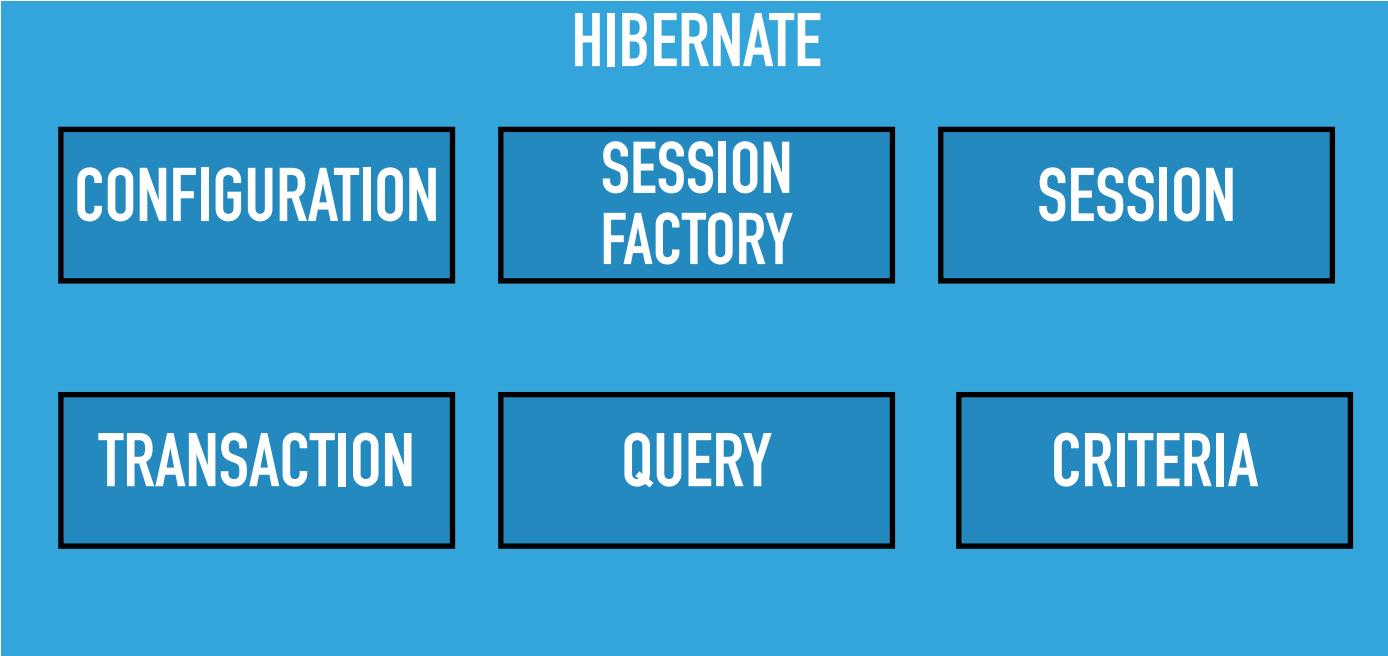 HIBERNATE
CONFIGURATION
SESSION
FACTORY
SESSION
TRANSACTION
QUERY
CRITERIA